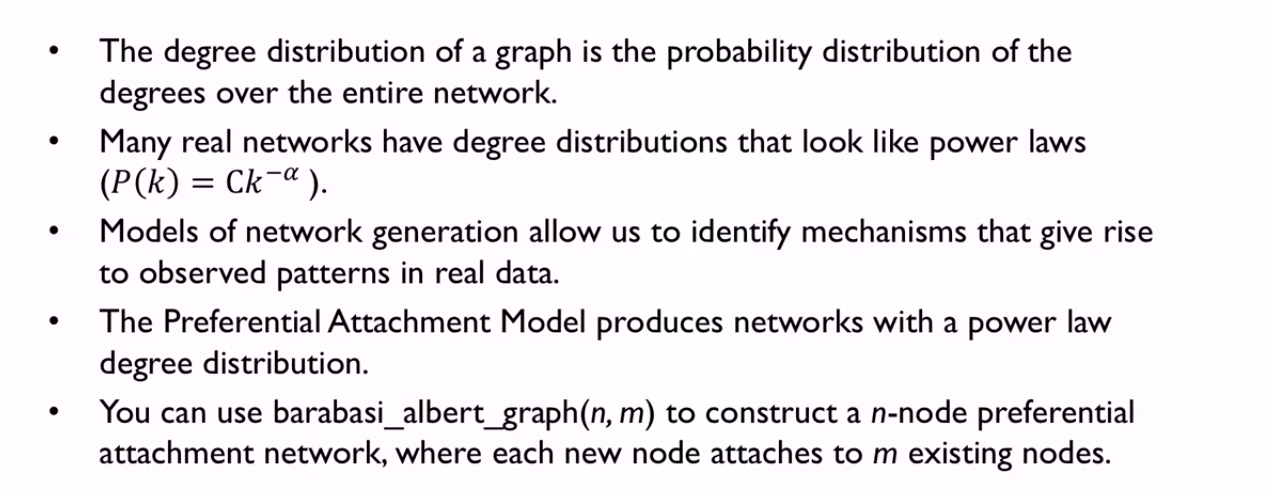 • The degree distribution of a graph is the probability distribution of the
degrees over the entire network.
• Many real networks have degree distributions that look like power laws
(P(k) = Ck^−α ).
• Models of network generation allow us to identify mechanisms that give rise
to observed patterns in real data.
• The Preferential Attachment Model produces networks with a power law
degree distribution.
• You can use barabasi_albert_graph(n, m) to construct a n-node preferential
attachment network, where each new node attaches to m existing nodes.